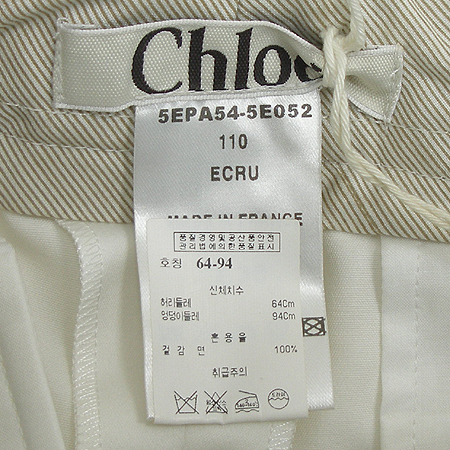 Chloé
5EPA54-5E052
110
ECRU
MADE IN FRANCE
품질경영및공산품안전
관리법에의한품질표시
호칭 64-94
신체치수
허리둘레 64Cm
엉덩이둘레 94Cm
혼용율
겉감 면 100%
취급주의